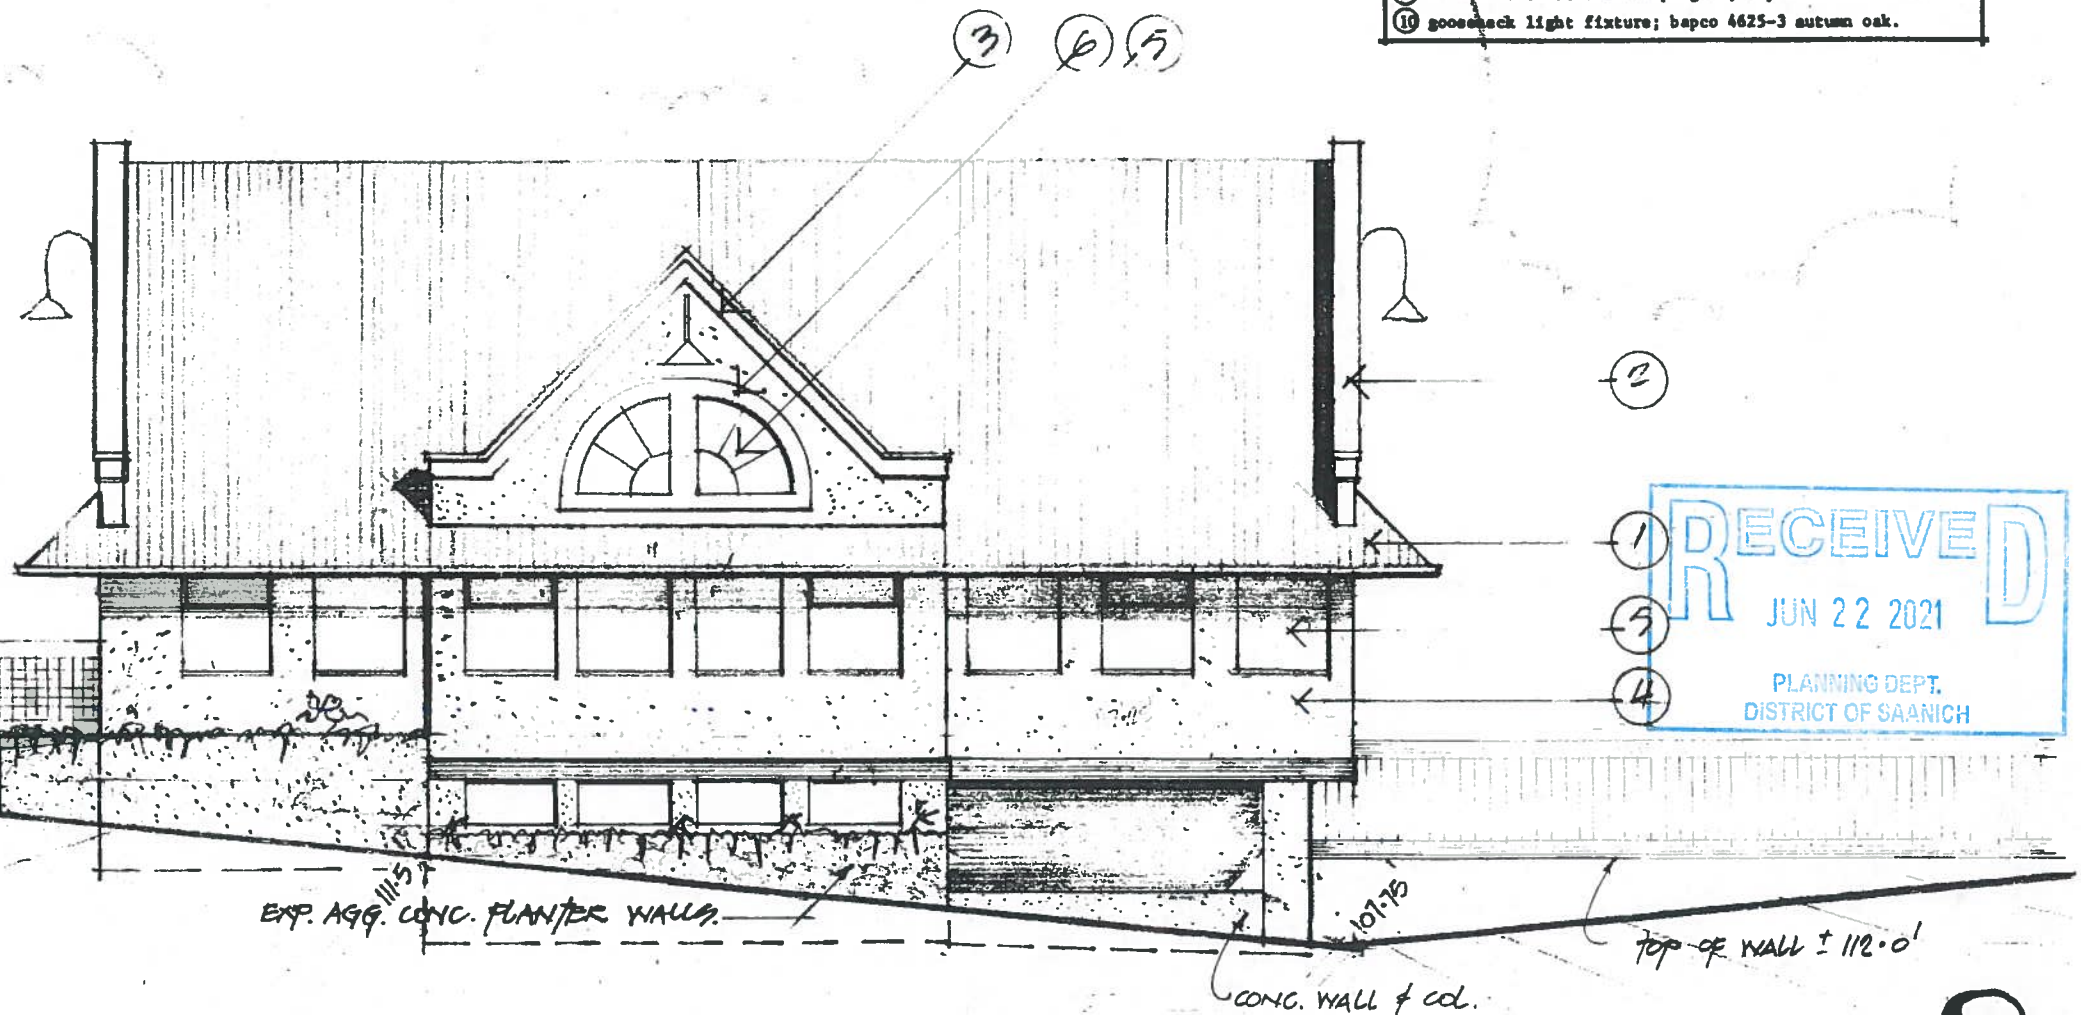 10 gooseneck light fixture; bapco 4625-3 autumn oak.
3 6 5
2
1
5
4
RECEIVED
JUN 22 2021
PLANNING DEPT.
DISTRICT OF SAANICH
111.5
107.75
EXP. AGG. CONC. PLANTER WALLS.
TOP OF WALL ± 112.0'
CONC. WALL & COL.